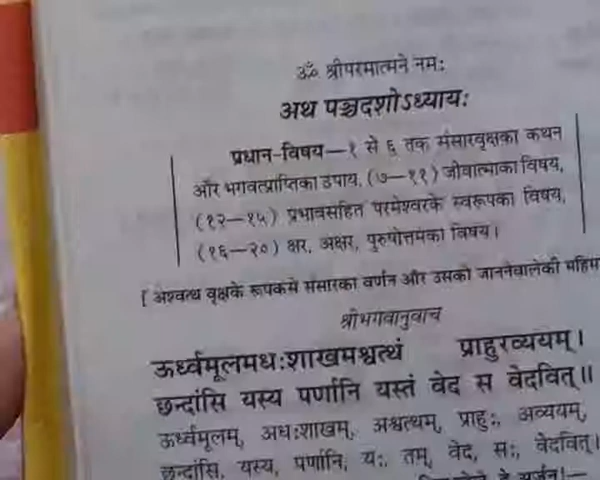 ॐ श्रीपरमात्मने नमः
अथ पञ्चदशोऽध्यायः
प्रधान-विषय—१ से ६ तक संसारवृक्षका कथन
और भगवत्प्राप्तिका उपाय, (७—११) जीवात्माका विषय,
(१२—१५) प्रभावसहित परमेश्वरके स्वरूपका विषय,
(१६—२०) क्षर, अक्षर, पुरुषोत्तमका विषय।
[ अश्वत्थ वृक्षके रूपकसे संसारका वर्णन और उसको जाननेवालेकी महिमा
श्रीभगवानुवाच
ऊर्ध्वमूलमधःशाखमश्वत्थं प्राहुरव्ययम्।
छन्दांसि यस्य पर्णानि यस्तं वेद स वेदवित्॥
ऊर्ध्वमूलम्, अधःशाखम्, अश्वत्थम्, प्राहुः, अव्ययम्,
छन्दांसि, यस्य, पर्णानि, यः, तम्, वेद, सः, वेदवित्।
हे अर्जुन!—